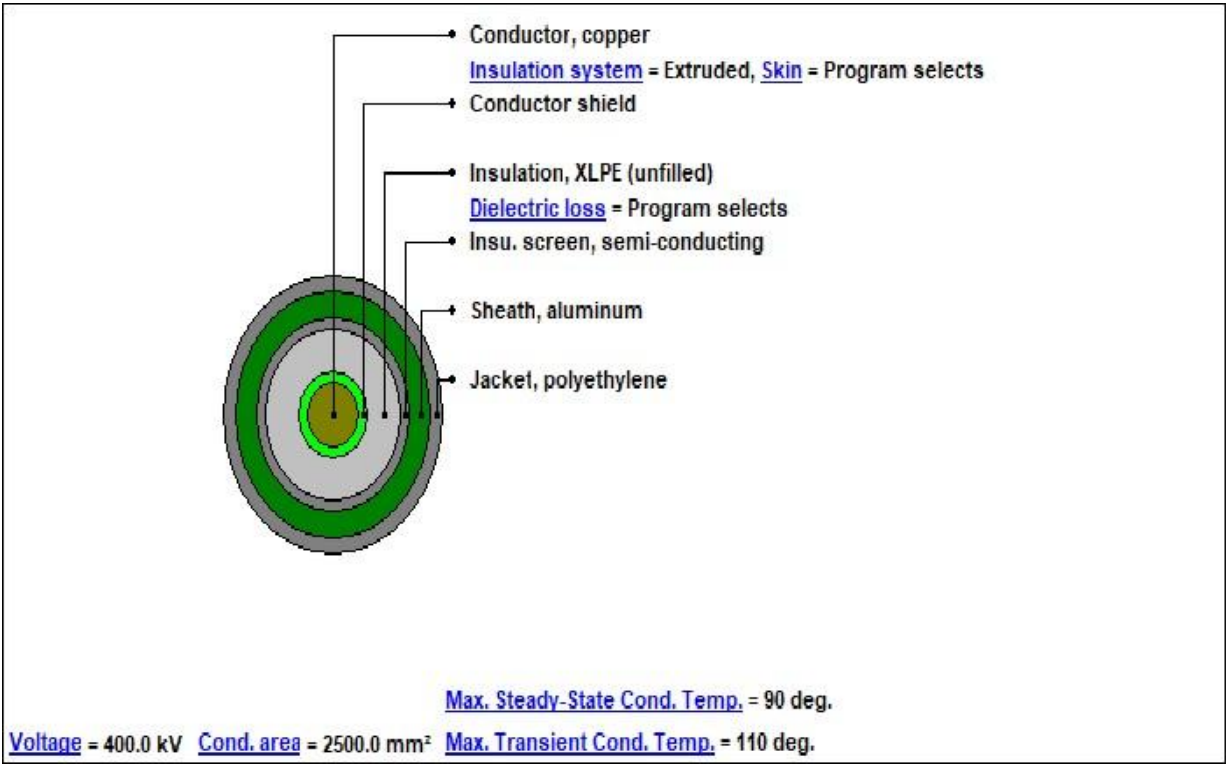 Conductor, copper
Insulation system = Extruded, Skin = Program selects
Conductor shield
Insulation, XLPE (unfilled)
Dielectric loss = Program selects
Insu. screen, semi-conducting
Sheath, aluminum
Jacket, polyethylene
Max. Steady-State Cond. Temp. = 90 deg.
Voltage = 400.0 kV Cond. area = 2500.0 mm² Max. Transient Cond. Temp. = 110 deg.